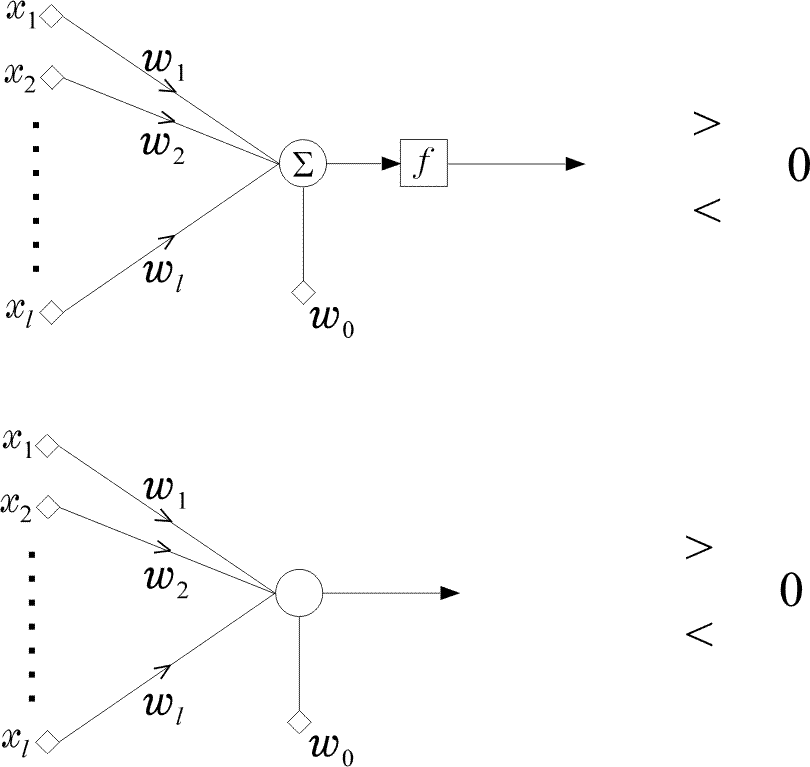 x₁
w₁
x₂
w₂
>
Σ f 0
<
wₗ
xₗ
w₀
x₁
w₁
x₂
>
w₂
0
<
wₗ
xₗ
w₀